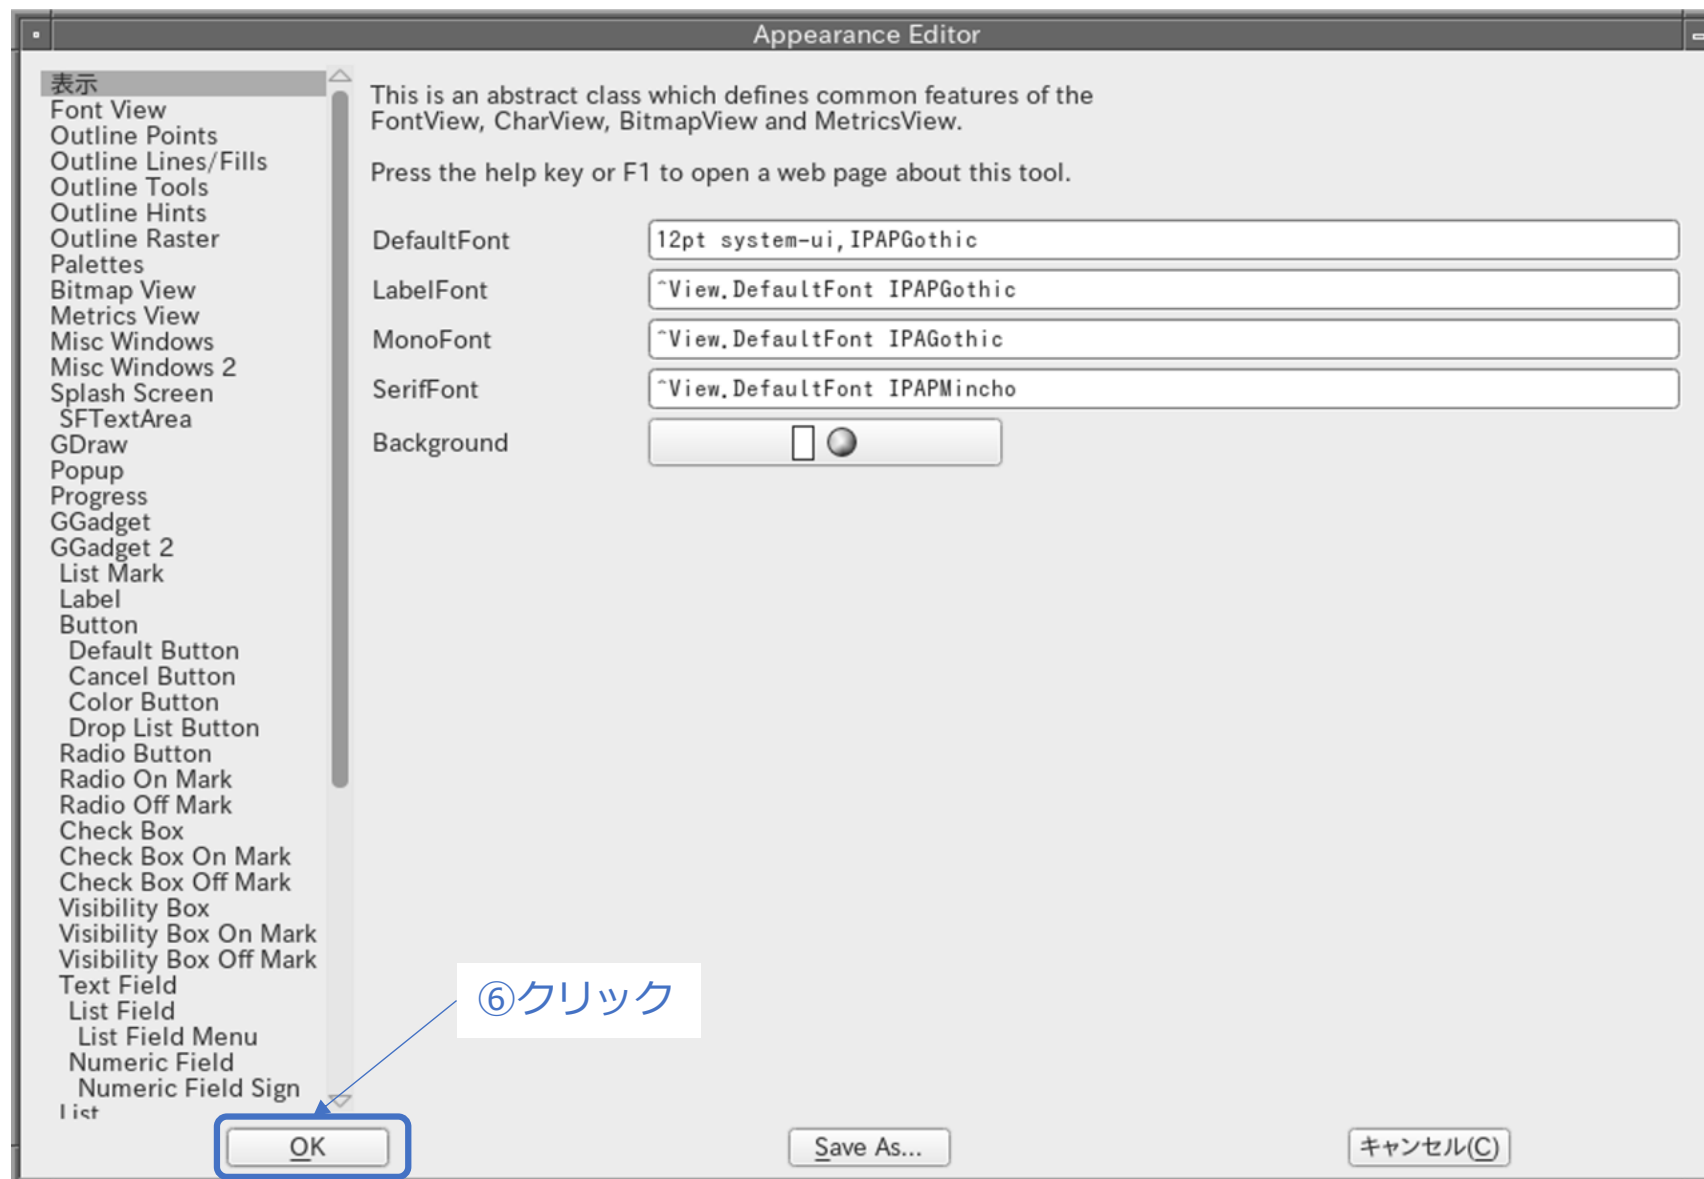 Appearance Editor
表示
Font View
Outline Points
Outline Lines/Fills
Outline Tools
Outline Hints
Outline Raster
Palettes
Bitmap View
Metrics View
Misc Windows
Misc Windows 2
Splash Screen
SFTextArea
GDraw
Popup
Progress
GGadget
GGadget 2
List Mark
Label
Button
Default Button
Cancel Button
Color Button
Drop List Button
Radio Button
Radio On Mark
Radio Off Mark
Check Box
Check Box On Mark
Check Box Off Mark
Visibility Box
Visibility Box On Mark
Visibility Box Off Mark
Text Field
List Field
List Field Menu
Numeric Field
Numeric Field Sign
List
This is an abstract class which defines common features of the
FontView, CharView, BitmapView and MetricsView.
Press the help key or F1 to open a web page about this tool.
DefaultFont 12pt system-ui,IPAPGothic
LabelFont ^View.DefaultFont IPAPGothic
MonoFont ^View.DefaultFont IPAGothic
SerifFont ^View.DefaultFont IPAPMincho
Background
⑥クリック
OK Save As... キャンセル(C)